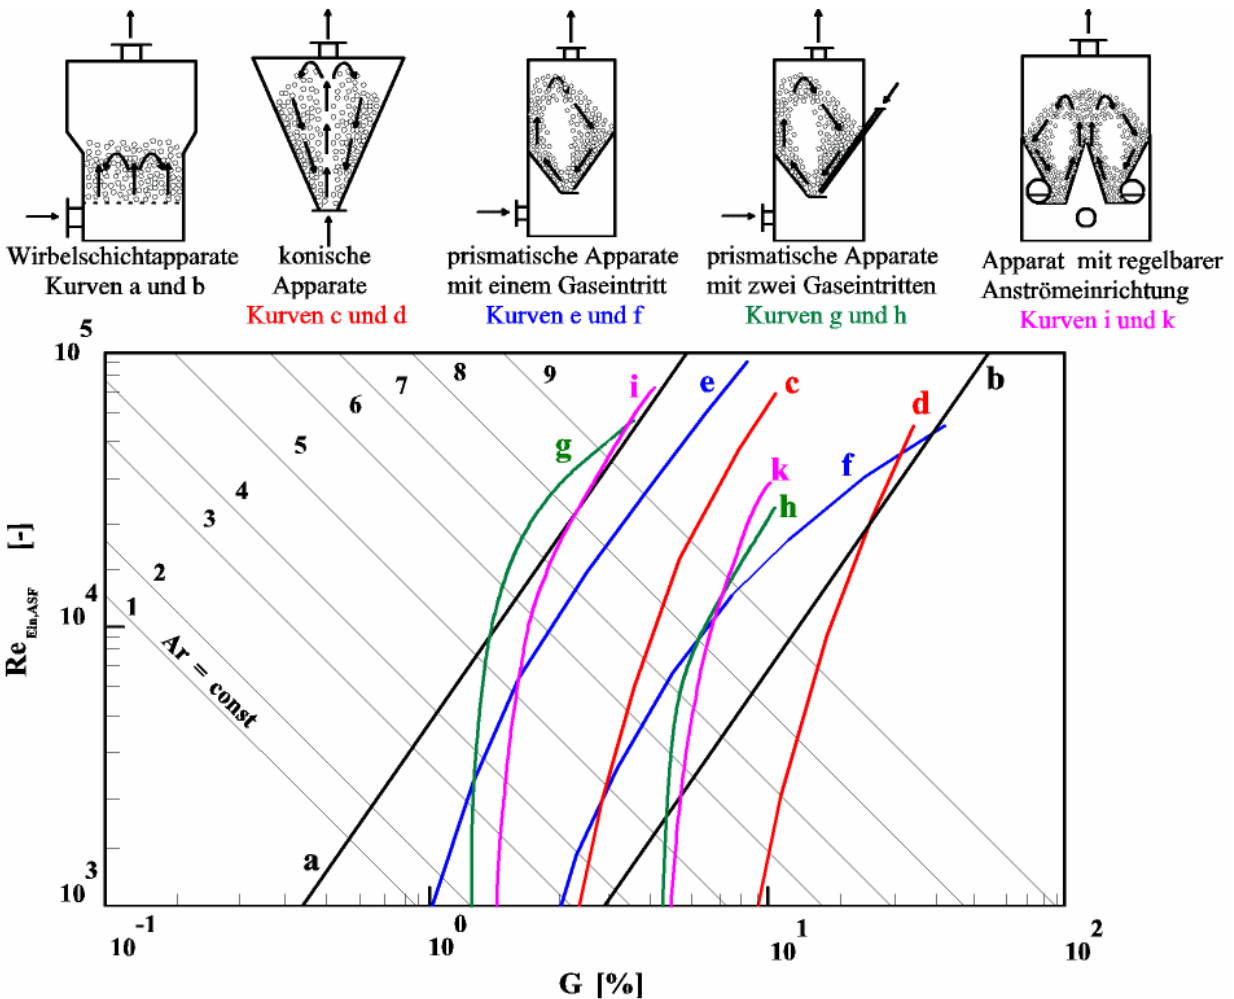 Wirbelschichtapparate
Kurven a und b
konische
Apparate
Kurven c und d
prismatische Apparate
mit einem Gaseintritt
Kurven e und f
prismatische Apparate
mit zwei Gaseintritten
Kurven g und h
Apparat mit regelbarer
Anströmeinrichtung
Kurven i und k
10 5
10 4
10 3
Re Ein,ASF [-]
1
2
3
4
5
6
7
8
9
Ar = const
a
g
i
e
c
k
h
f
d
b
10 -1
10 0
10 1
10 2
G [%]